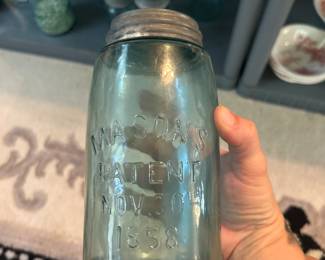 MASON'S
PATENT
NOV. 30TH
1858